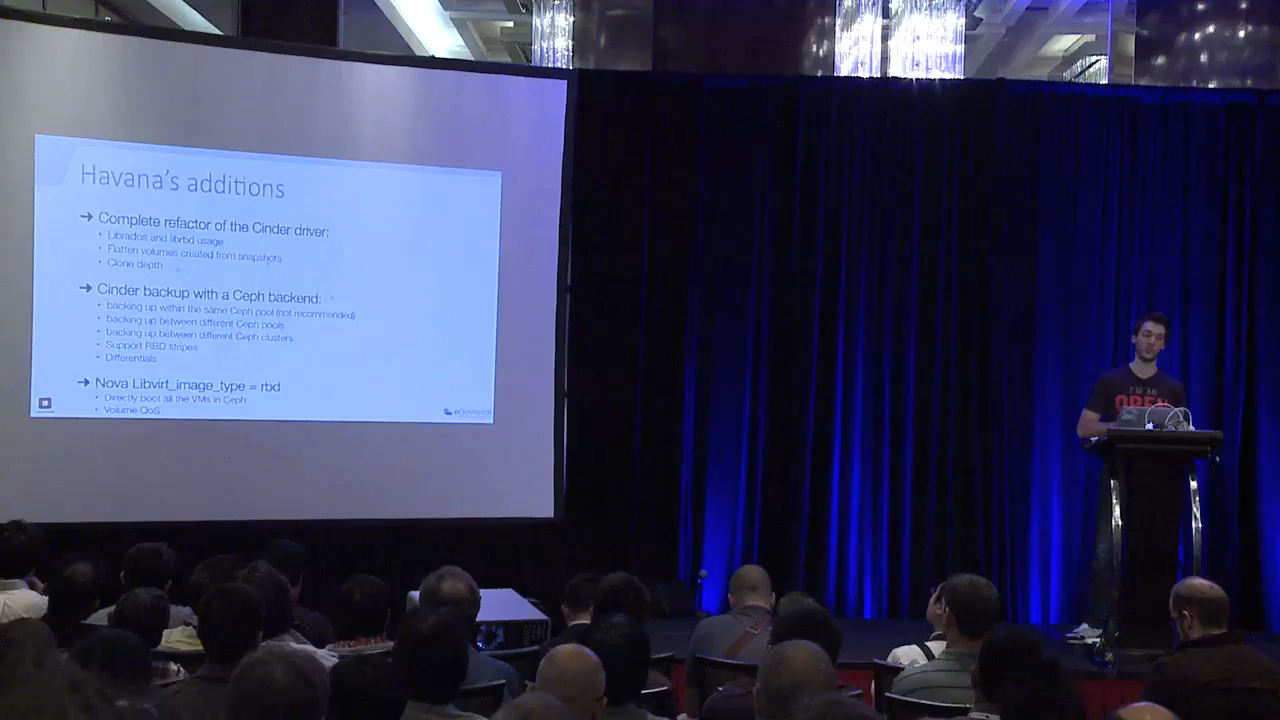 Havana's additions
➔ Complete refactor of the Cinder driver:
• Librados and librbd usage
• Flatten volumes created from snapshots
• Clone depth
➔ Cinder backup with a Ceph backend:
• backing up within the same Ceph pool (not recommended)
• backing up between different Ceph pools
• backing up between different Ceph clusters
• Support RBD stripes
• Differentials
➔ Nova Libvirt_image_type = rbd
• Directly boot all the VMs in Ceph
• Volume QoS
eNovance
I'M AN
OPEN